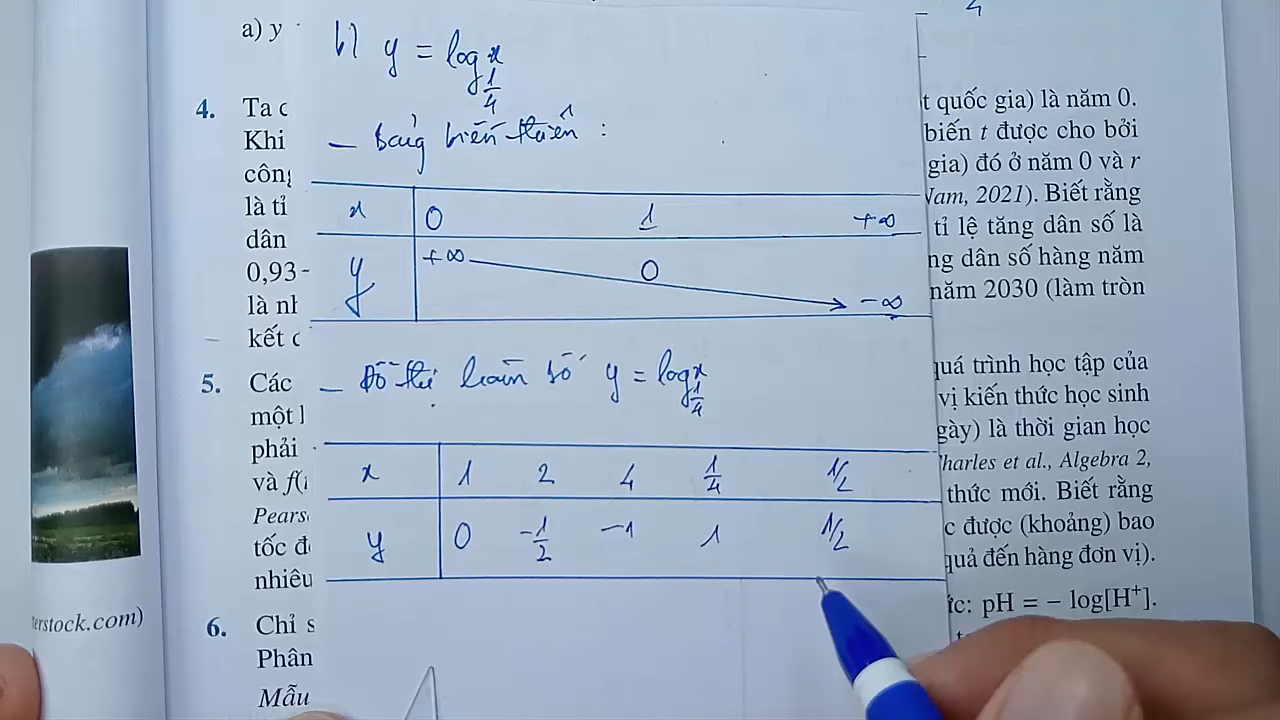 a) y
b) y = log_{1/4} x
4. Ta c
Khi
công
là tỉ
dân
0,93
là nh
kết c
t quốc gia) là năm 0.
biến t được cho bởi
gia) đó ở năm 0 và r
Nam, 2021). Biết rằng
tỉ lệ tăng dân số là
ng dân số hàng năm
năm 2030 (làm tròn
– Bảng biến thiên :
x 0 1 +∞
y +∞ 0 -∞
– Đồ thị hàm số y = log_{1/4} x
x 1 2 4 1/4 1/2
y 0 -1/2 -1 1 1/2
5. Các
một l
phải
và f(
Pears
tốc đ
nhiêu
quá trình học tập của
vị kiến thức học sinh
gày) là thời gian học
Charles et al., Algebra 2,
thức mới. Biết rằng
c được (khoảng) bao
quả đến hàng đơn vị).
6. Chỉ s
Phân
Mẫu
ức: pH = – log[H⁺].
erstock.com)